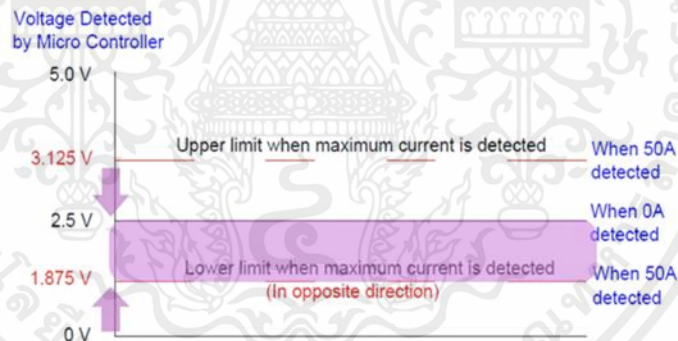 Voltage Detected
by Micro Controller
5.0 V
Upper limit when maximum current is detected
3.125 V
When 50A
detected
2.5 V
When 0A
detected
Lower limit when maximum current is detected
(In opposite direction)
1.875 V
When 50A
detected
0 V